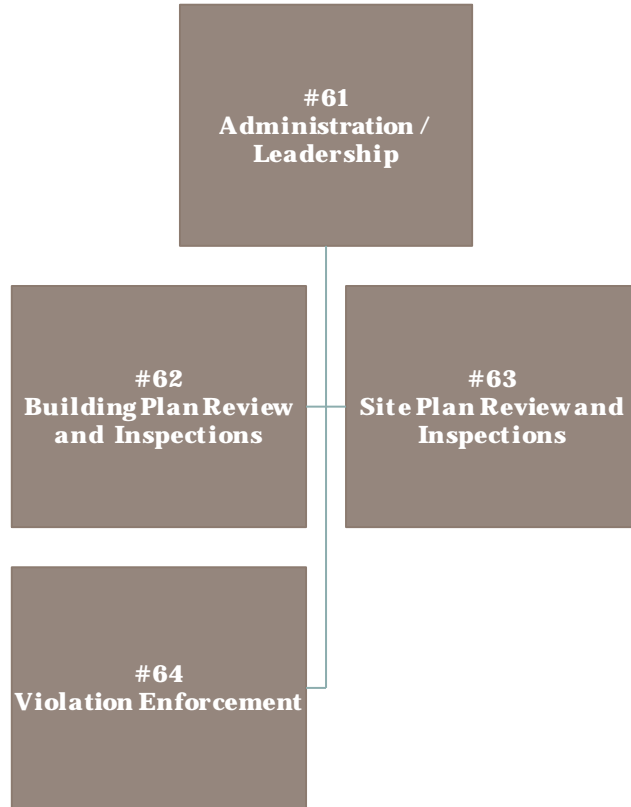 #61
Administration /
Leadership
#62
Building Plan Review
and Inspections
#63
Site Plan Review and
Inspections
#64
Violation Enforcement